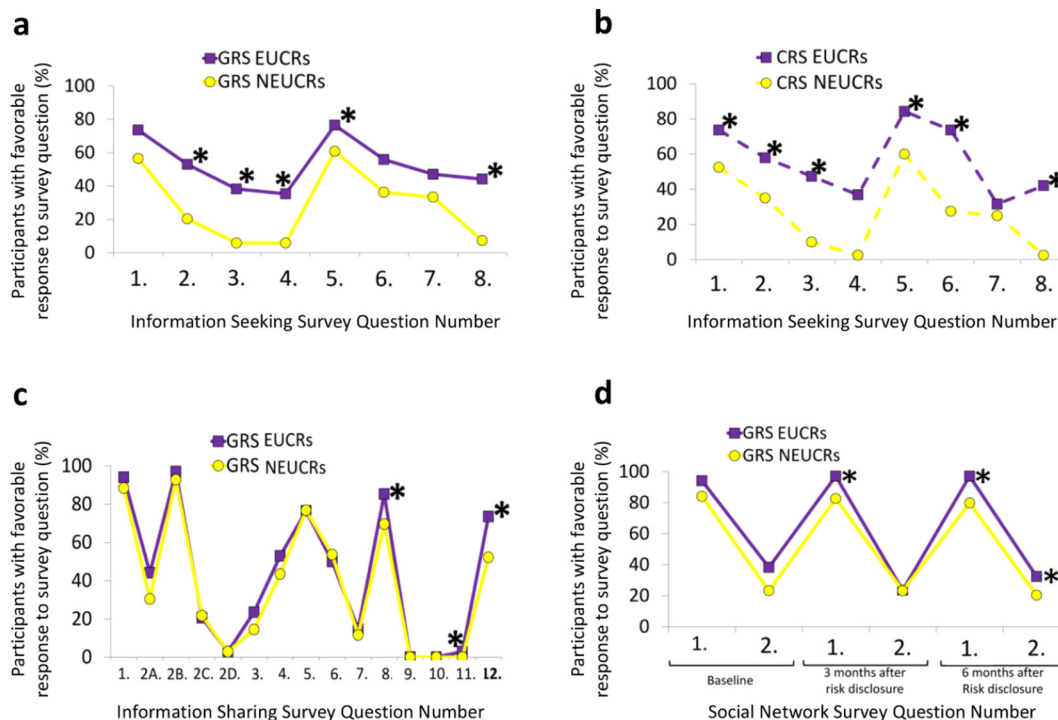 a
GRS EUCRs
GRS NEUCRs
Participants with favorable
response to survey question (%)
100
80
60
40
20
0
1. 2. 3. 4. 5. 6. 7. 8.
* * * * *
Information Seeking Survey Question Number
b
CRS EUCRs
CRS NEUCRs
Participants with favorable
response to survey question (%)
100
80
60
40
20
0
1. 2. 3. 4. 5. 6. 7. 8.
* * * * * *
Information Seeking Survey Question Number
c
GRS EUCRs
GRS NEUCRs
Participants with favorable
response to survey question (%)
100
80
60
40
20
0
1. 2A. 2B. 2C. 2D. 3. 4. 5. 6. 7. 8. 9. 10. 11. 12.
* * *
Information Sharing Survey Question Number
d
GRS EUCRs
GRS NEUCRs
Participants with favorable
response to survey question (%)
100
80
60
40
20
0
1. 2. 1. 2. 1. 2.
* * *
Baseline
3 months after
risk disclosure
6 months after
Risk disclosure
Social Network Survey Question Number